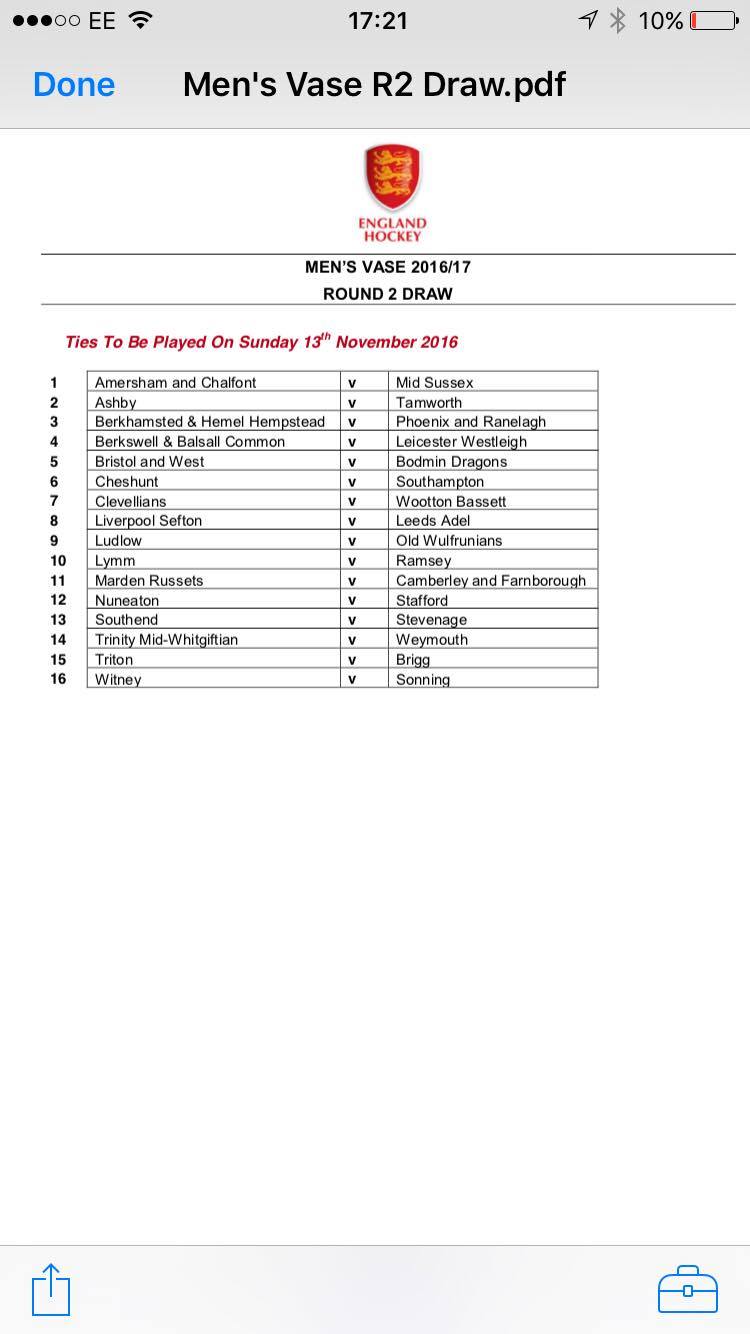 EE 17:21 10%
Done Men's Vase R2 Draw.pdf
ENGLAND
HOCKEY
MEN'S VASE 2016/17
ROUND 2 DRAW
Ties To Be Played On Sunday 13th November 2016
1 Amersham and Chalfont v Mid Sussex
2 Ashby v Tamworth
3 Berkhamsted & Hemel Hempstead v Phoenix and Ranelagh
4 Berkswell & Balsall Common v Leicester Westleigh
5 Bristol and West v Bodmin Dragons
6 Cheshunt v Southampton
7 Clevellians v Wootton Bassett
8 Liverpool Sefton v Leeds Adel
9 Ludlow v Old Wulfrunians
10 Lymm v Ramsey
11 Marden Russets v Camberley and Farnborough
12 Nuneaton v Stafford
13 Southend v Stevenage
14 Trinity Mid-Whitgiftian v Weymouth
15 Triton v Brigg
16 Witney v Sonning